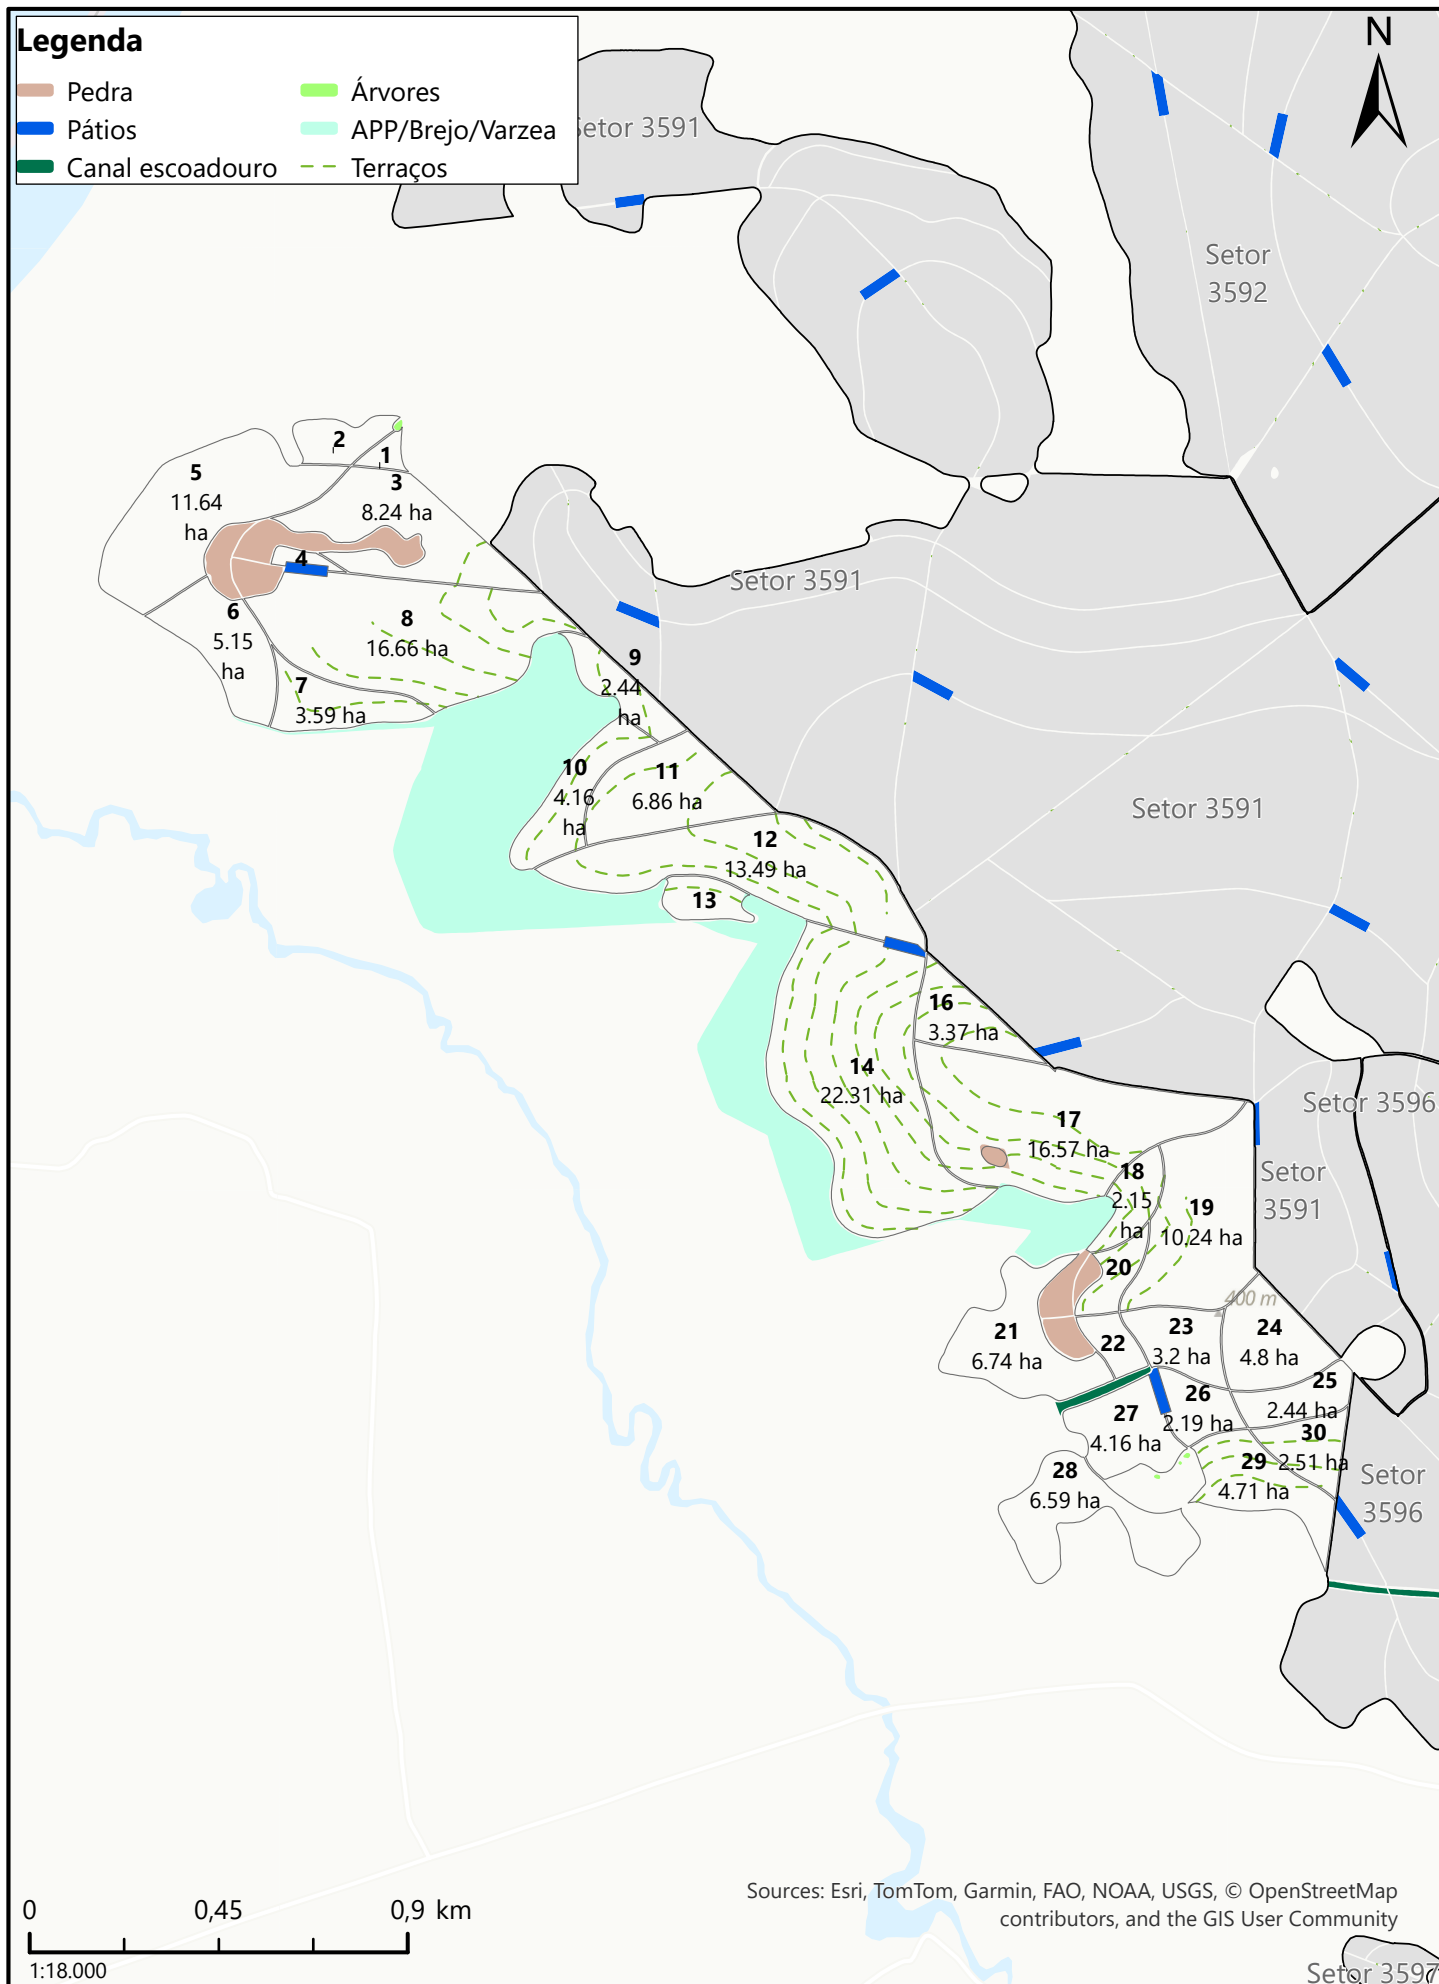 Legenda
Pedra
Pátios
Canal escoadouro
Árvores
APP/Brejo/Varzea
Terraços
N
Setor 3591
Setor
3592
2
1
5
11.64
ha
3
8.24 ha
4
Setor 3591
6
5.15
ha
8
16.66 ha
9
2.44
ha
7
3.59 ha
10
4.16
ha
11
6.86 ha
Setor 3591
12
13.49 ha
13
16
3.37 ha
14
22.31 ha
Setor 3596
17
16.57 ha
18
2.15
ha
19
10.24 ha
Setor
3591
20
400 m
21
6.74 ha
22
23
3.2 ha
24
4.8 ha
25
2.44 ha
26
2.19 ha
27
4.16 ha
30
2.51 ha
28
6.59 ha
29
4.71 ha
Setor
3596
0
0,45
0,9 km
1:18.000
Sources: Esri, TomTom, Garmin, FAO, NOAA, USGS, © OpenStreetMap
contributors, and the GIS User Community
Setor 3597